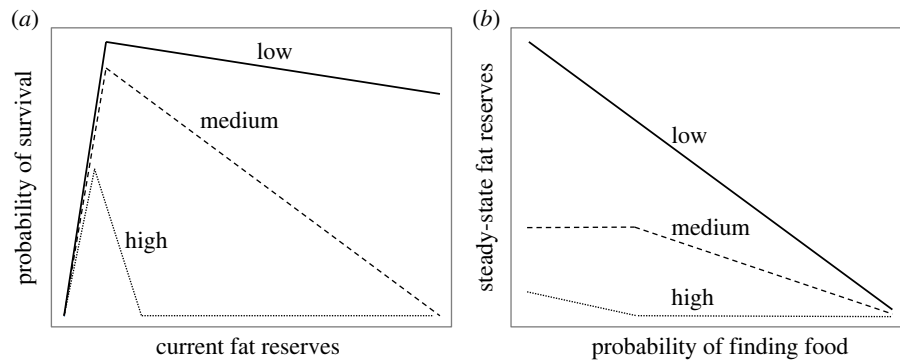 (a)
probability of survival
low
medium
high
current fat reserves
(b)
steady-state fat reserves
low
medium
high
probability of finding food